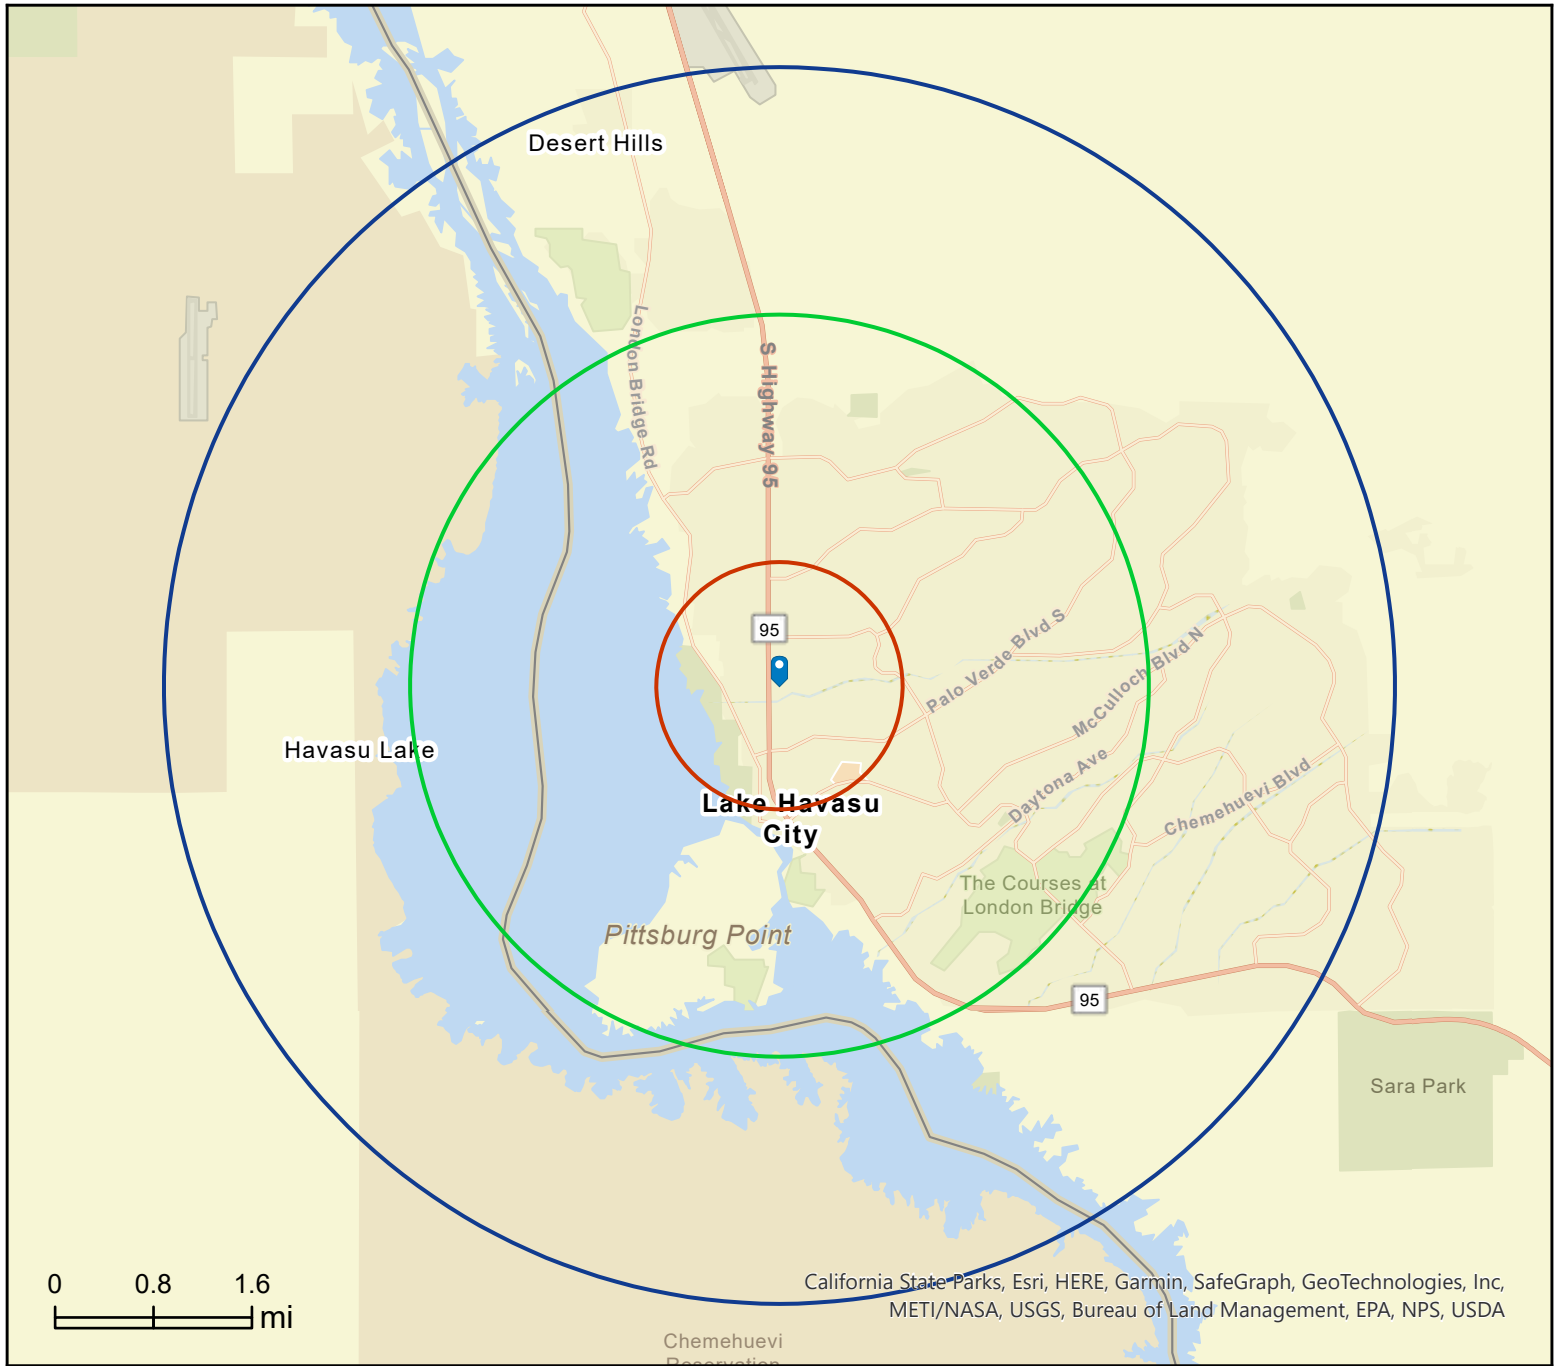 Desert Hills
London Bridge Rd
S Highway 95
95
Palo Verde Blvd S
McCulloch Blvd N
Havasu Lake
Daytona Ave
Chemehuevi Blvd
Lake Havasu
City
The Courses at
London Bridge
Pittsburg Point
95
Sara Park
0 0.8 1.6
mi
California State Parks, Esri, HERE, Garmin, SafeGraph, GeoTechnologies, Inc,
METI/NASA, USGS, Bureau of Land Management, EPA, NPS, USDA
Chemehuevi
Reservation